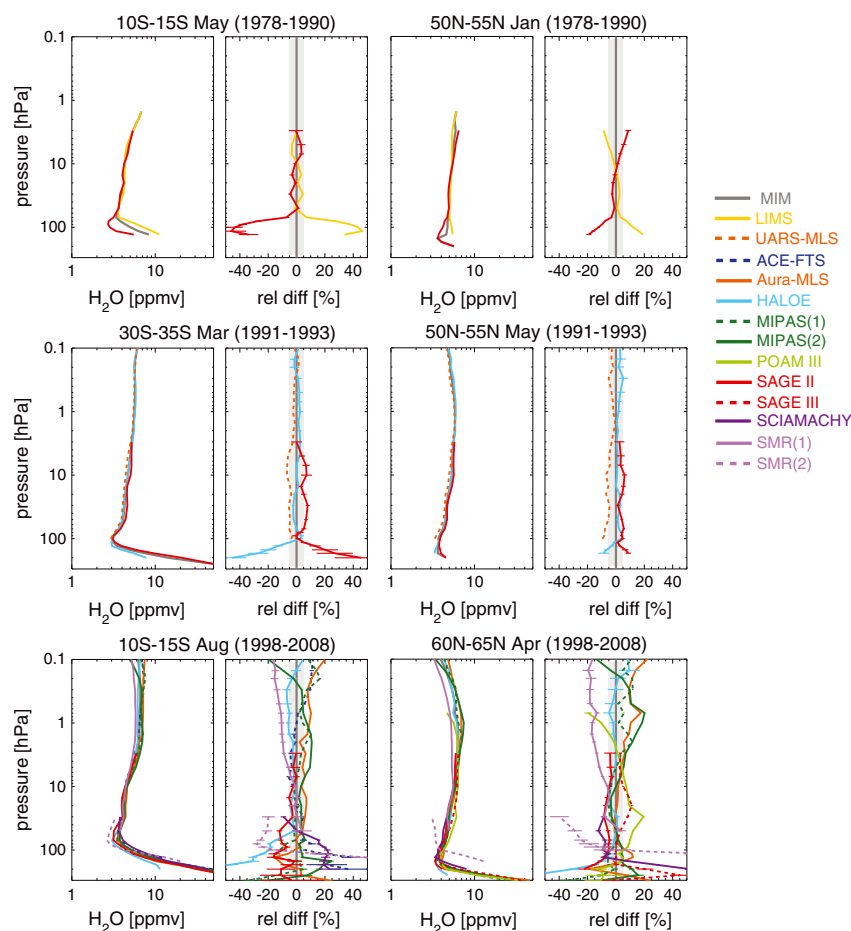 10S-15S May (1978-1990) 50N-55N Jan (1978-1990)
0.1
1
10
100
pressure [hPa]
1 10 -40 -20 0 20 40 1 10 -40 -20 0 20 40
H2O [ppmv] rel diff [%] H2O [ppmv] rel diff [%]
30S-35S Mar (1991-1993) 50N-55N May (1991-1993)
0.1
1
10
100
pressure [hPa]
1 10 -40 -20 0 20 40 1 10 -40 -20 0 20 40
H2O [ppmv] rel diff [%] H2O [ppmv] rel diff [%]
10S-15S Aug (1998-2008) 60N-65N Apr (1998-2008)
0.1
1
10
100
pressure [hPa]
1 10 -40 -20 0 20 40 1 10 -40 -20 0 20 40
H2O [ppmv] rel diff [%] H2O [ppmv] rel diff [%]
MIM
LIMS
UARS-MLS
ACE-FTS
Aura-MLS
HALOE
MIPAS(1)
MIPAS(2)
POAM III
SAGE II
SAGE III
SCIAMACHY
SMR(1)
SMR(2)